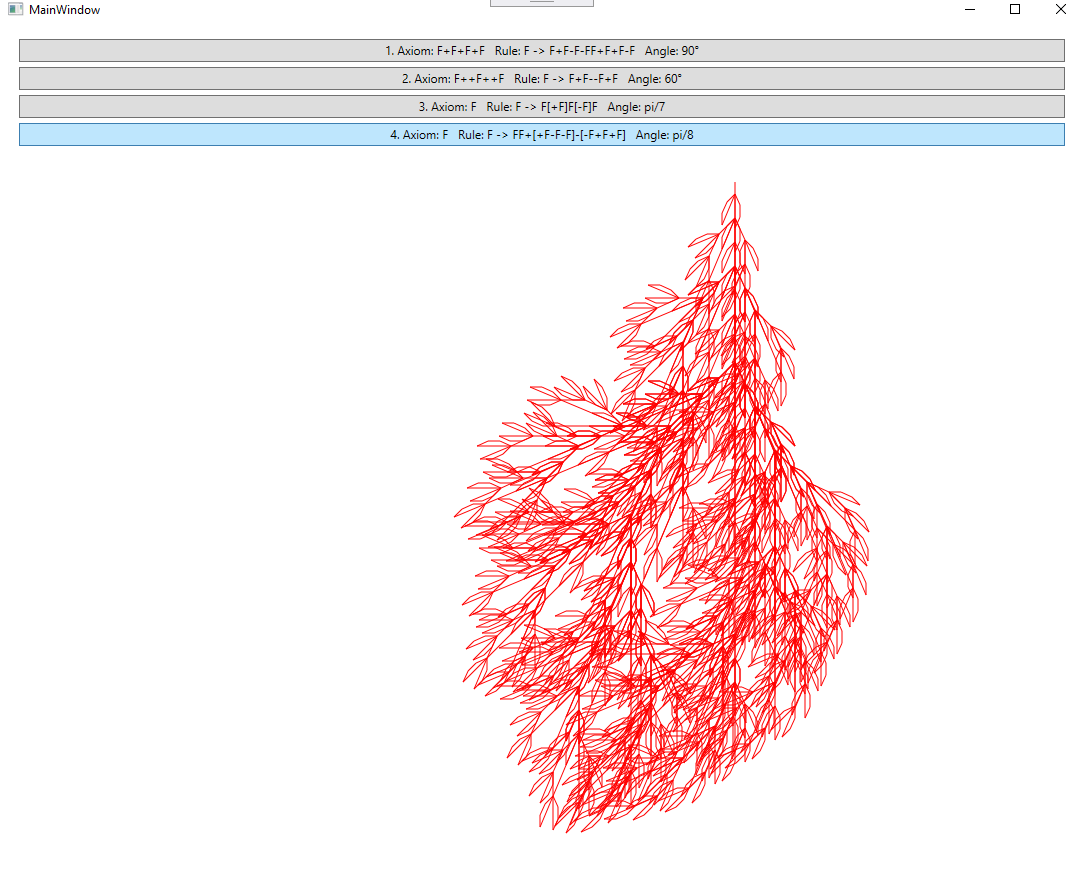 MainWindow
1. Axiom: F+F+F+F   Rule: F -> F+F-F-FF+F+F-F   Angle: 90°
2. Axiom: F++F++F   Rule: F -> F+F--F+F   Angle: 60°
3. Axiom: F   Rule: F -> F[+F]F[-F]F   Angle: pi/7
4. Axiom: F   Rule: F -> FF+[+F-F-F]-[-F+F+F]   Angle: pi/8